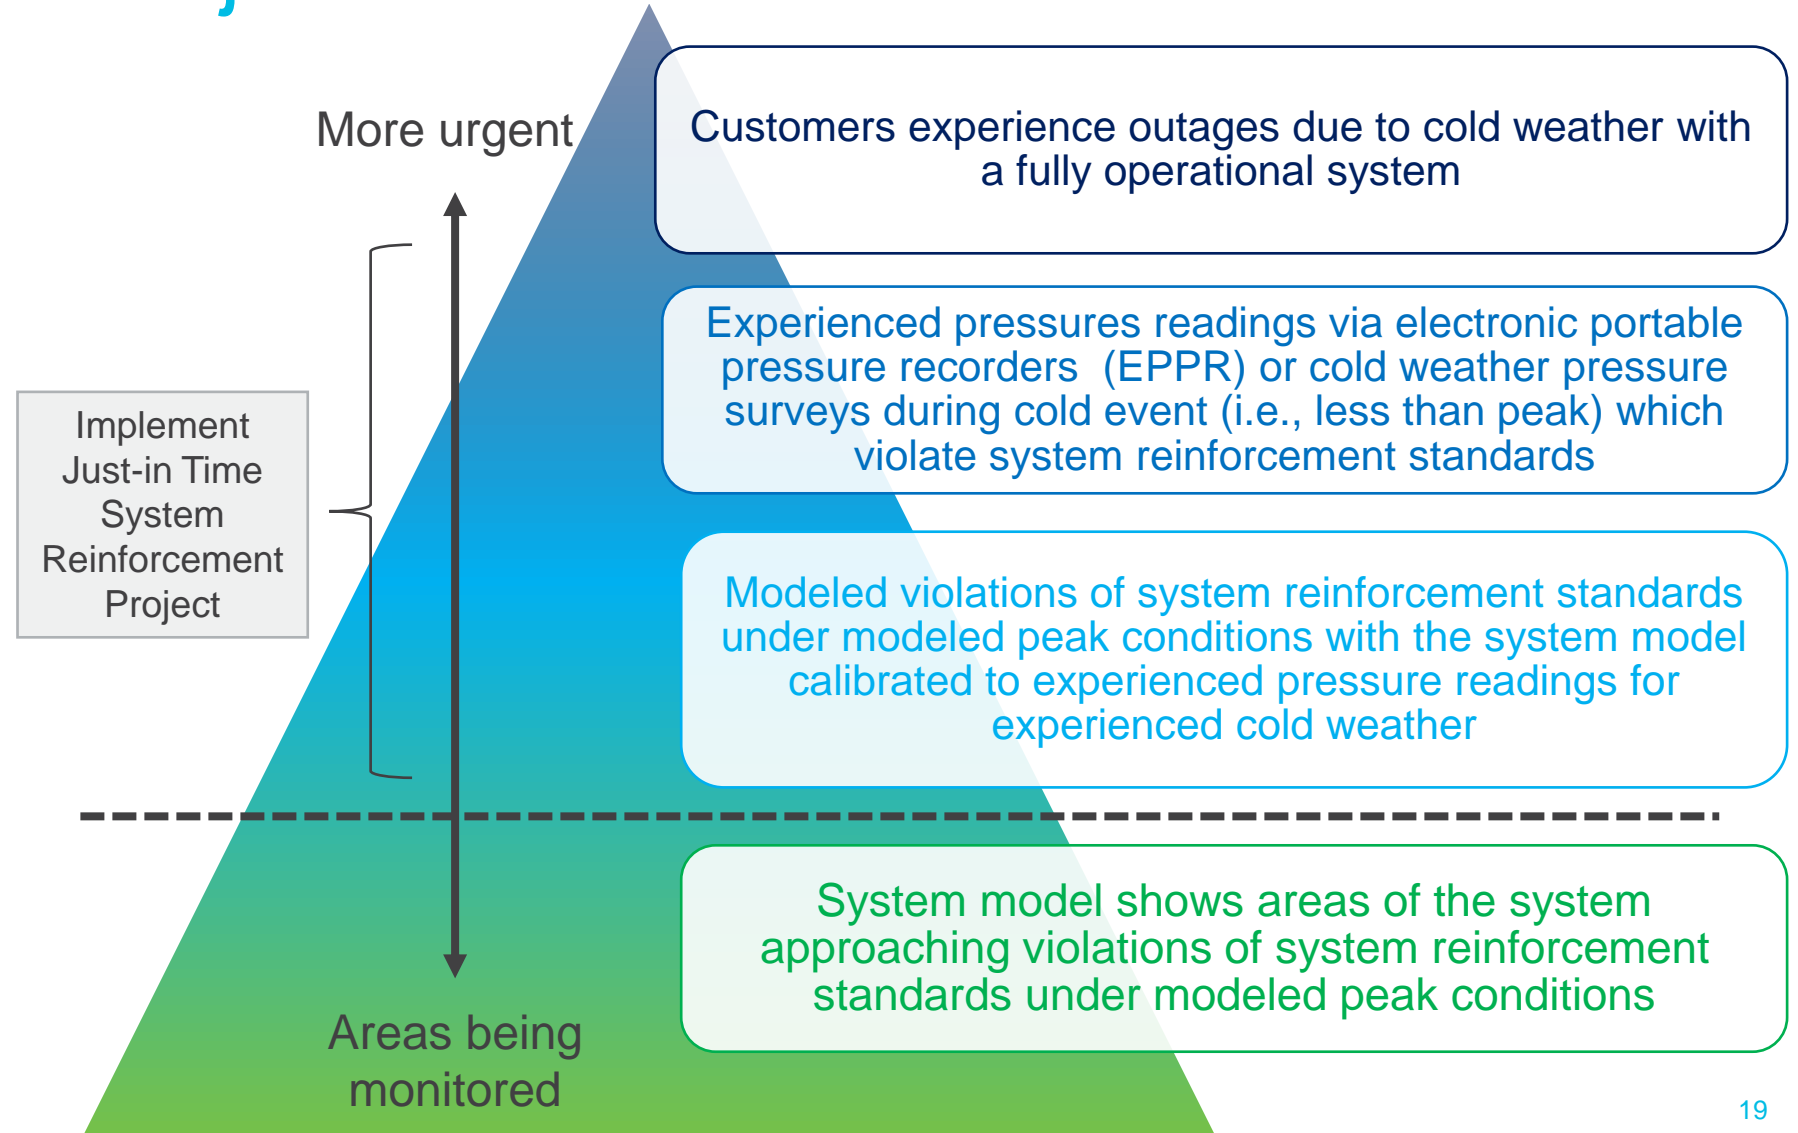 More urgent
Customers experience outages due to cold weather with
a fully operational system
Experienced pressures readings via electronic portable
pressure recorders  (EPPR) or cold weather pressure
surveys during cold event (i.e., less than peak) which
violate system reinforcement standards
Implement
Just-in Time
System
Reinforcement
Project
Modeled violations of system reinforcement standards
under modeled peak conditions with the system model
calibrated to experienced pressure readings for
experienced cold weather
System model shows areas of the system
approaching violations of system reinforcement
standards under modeled peak conditions
Areas being
monitored
19